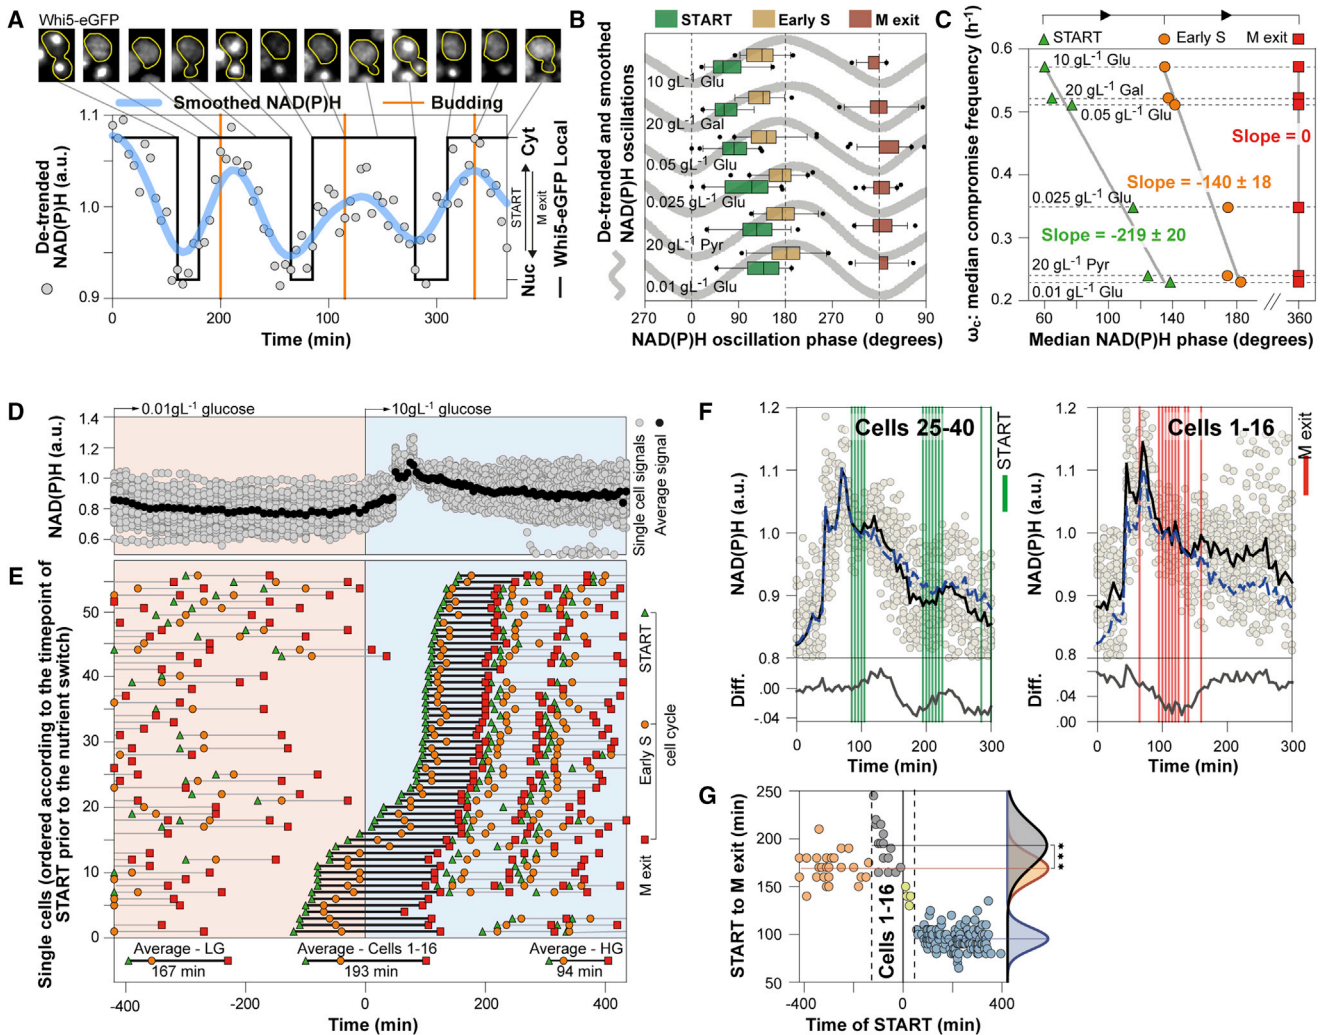 A
Whi5-eGFP
Smoothed NAD(P)H
Budding
De-trended
NAD(P)H (a.u.)
1.1
1.0
0.9
0
200
100
300
Time (min)
Nuc
Cyt
START
M exit
Whi5-eGFP Local
B
START
Early S
M exit
De-trended and smoothed
NAD(P)H oscillations
10 gL-1 Glu
20 gL-1 Gal
0.05 gL-1 Glu
0.025 gL-1 Glu
20 gL-1 Pyr
0.01 gL-1 Glu
270
0
90
180
270
0
90
NAD(P)H oscillation phase (degrees)
C
START
Early S
M exit
ωc: median compromise frequency (h-1)
0.6
0.5
0.4
0.3
0.2
10 gL-1 Glu
20 gL-1 Gal
0.05 gL-1 Glu
Slope = 0
Slope = -140 ± 18
0.025 gL-1 Glu
Slope = -219 ± 20
20 gL-1 Pyr
0.01 gL-1 Glu
60
100
140
180
360
Median NAD(P)H phase (degrees)
D
0.01gL-1 glucose
10gL-1 glucose
NAD(P)H (a.u.)
1.4
1.2
1.0
0.8
0.6
Single cell signals
Average signal
E
Single cells (ordered according to the timepoint of
START prior to the nutrient switch)
50
40
30
20
10
0
START
Early S
cell cycle
M exit
Average - LG
167 min
Average - Cells 1-16
193 min
Average - HG
94 min
-400
-200
0
200
400
Time (min)
F
Cells 25-40
START
NAD(P)H (a.u.)
1.2
1.1
1.0
0.9
0.8
Diff.
.00
-.04
0
100
200
300
Time (min)
Cells 1-16
M exit
NAD(P)H (a.u.)
1.2
1.1
1.0
0.9
0.8
Diff.
.04
.00
0
100
200
300
Time (min)
G
START to M exit (min)
250
200
150
100
50
Cells 1-16
***
-400
-200
0
200
400
Time of START (min)